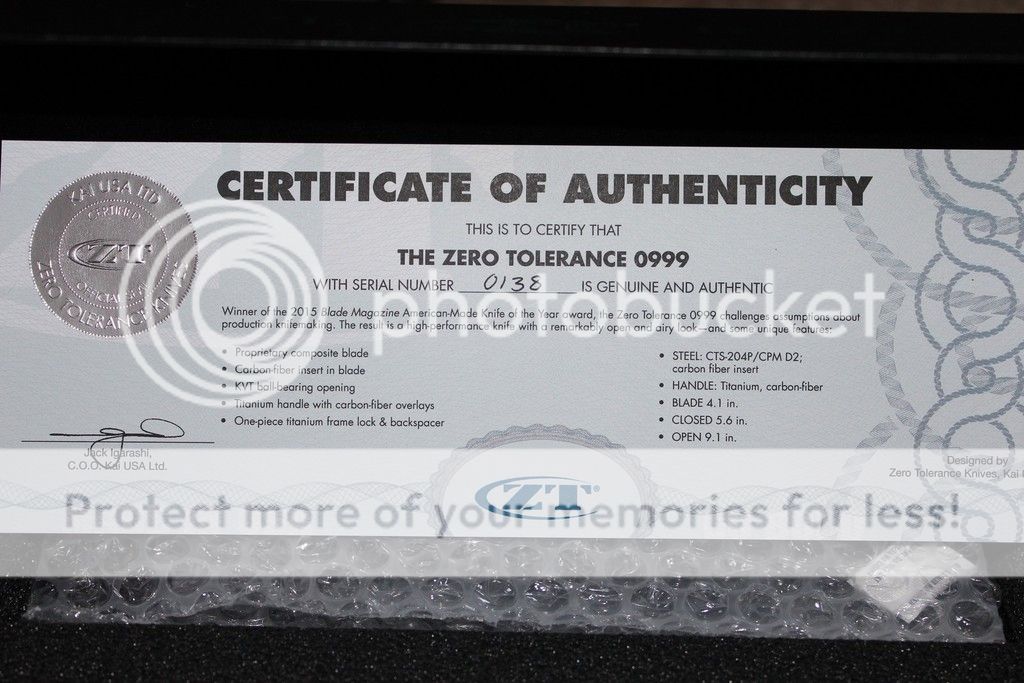 CERTIFICATE OF AUTHENTICITY
THIS IS TO CERTIFY THAT
THE ZERO TOLERANCE 0999
WITH SERIAL NUMBER 0138 IS GENUINE AND AUTHENTIC
Winner of the 2015 Blade Magazine American-Made Knife of the Year award, the Zero Tolerance 0999 challenges assumptions about
production knifemaking. The result is a high-performance knife with a remarkably open and airy look—and some unique features:
• Proprietary composite blade
• Carbon-fiber insert in blade
• KVT ball-bearing opening
• Titanium handle with carbon-fiber overlays
• One-piece titanium frame lock & backspacer
• STEEL: CTS-204P/CPM D2;
carbon fiber insert
• HANDLE: Titanium, carbon-fiber
• BLADE 4.1 in.
• CLOSED 5.6 in.
• OPEN 9.1 in.
KAI USA LTD
CERTIFIED
ZT
OFFICIAL
ZERO TOLERANCE KNIVES
Jack Igarashi,
C.O.O. Kai USA Ltd.
Designed by
Zero Tolerance Knives, Kai
ZT
photobucket
Protect more of your memories for less!